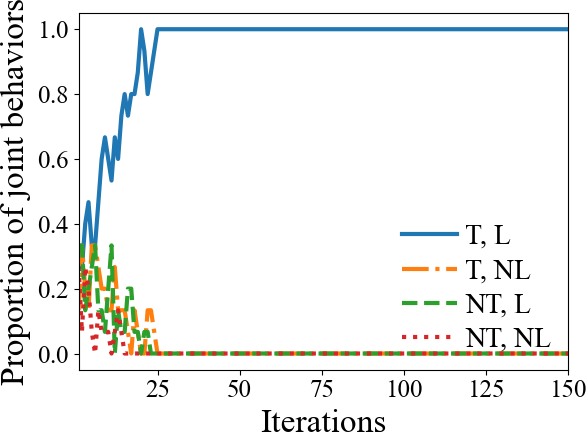 Proportion of joint behaviors
1.0
0.8
0.6
0.4
0.2
0.0
T, L
T, NL
NT, L
NT, NL
25
50
75
100
125
150
Iterations